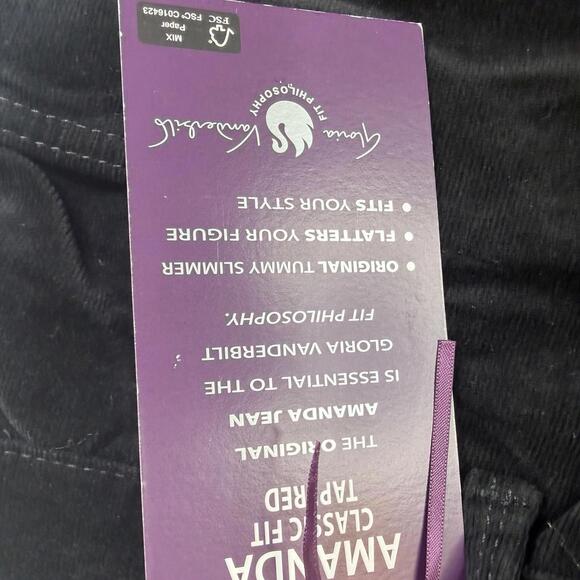 AMANDA
CLASSIC FIT
TAPERED
THE ORIGINAL
AMANDA JEAN
IS ESSENTIAL TO THE
GLORIA VANDERBILT
FIT PHILOSOPHY.
• ORIGINAL TUMMY SLIMMER
• FLATTERS YOUR FIGURE
• FITS YOUR STYLE
Gloria Vanderbilt
FIT PHILOSOPHY
MIX
Paper
FSC
FSC® C016423